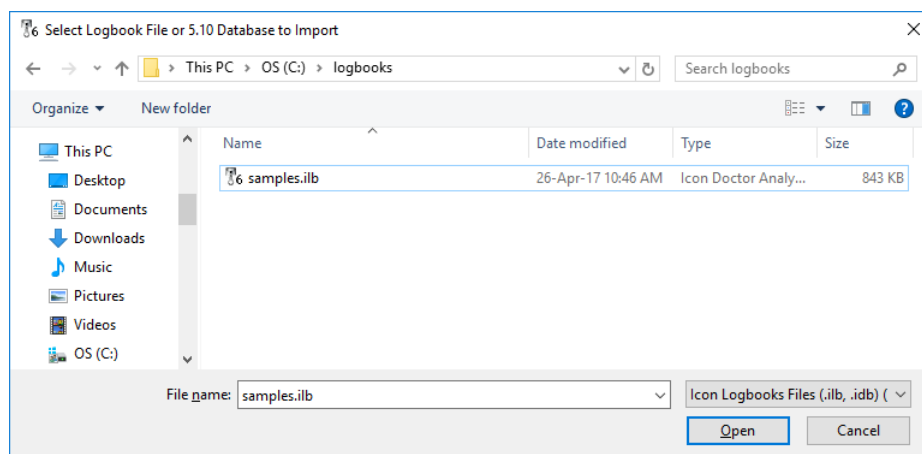 6 Select Logbook File or 5.10 Database to Import
This PC > OS (C:) > logbooks
Search logbooks
Organize
New folder
?
Name
Date modified
Type
Size
6 samples.ilb
26-Apr-17 10:46 AM
Icon Doctor Analy...
843 KB
This PC
Desktop
Documents
Downloads
Music
Pictures
Videos
OS (C:)
File name:
samples.ilb
Icon Logbooks Files (.ilb, .idb) (
Open
Cancel